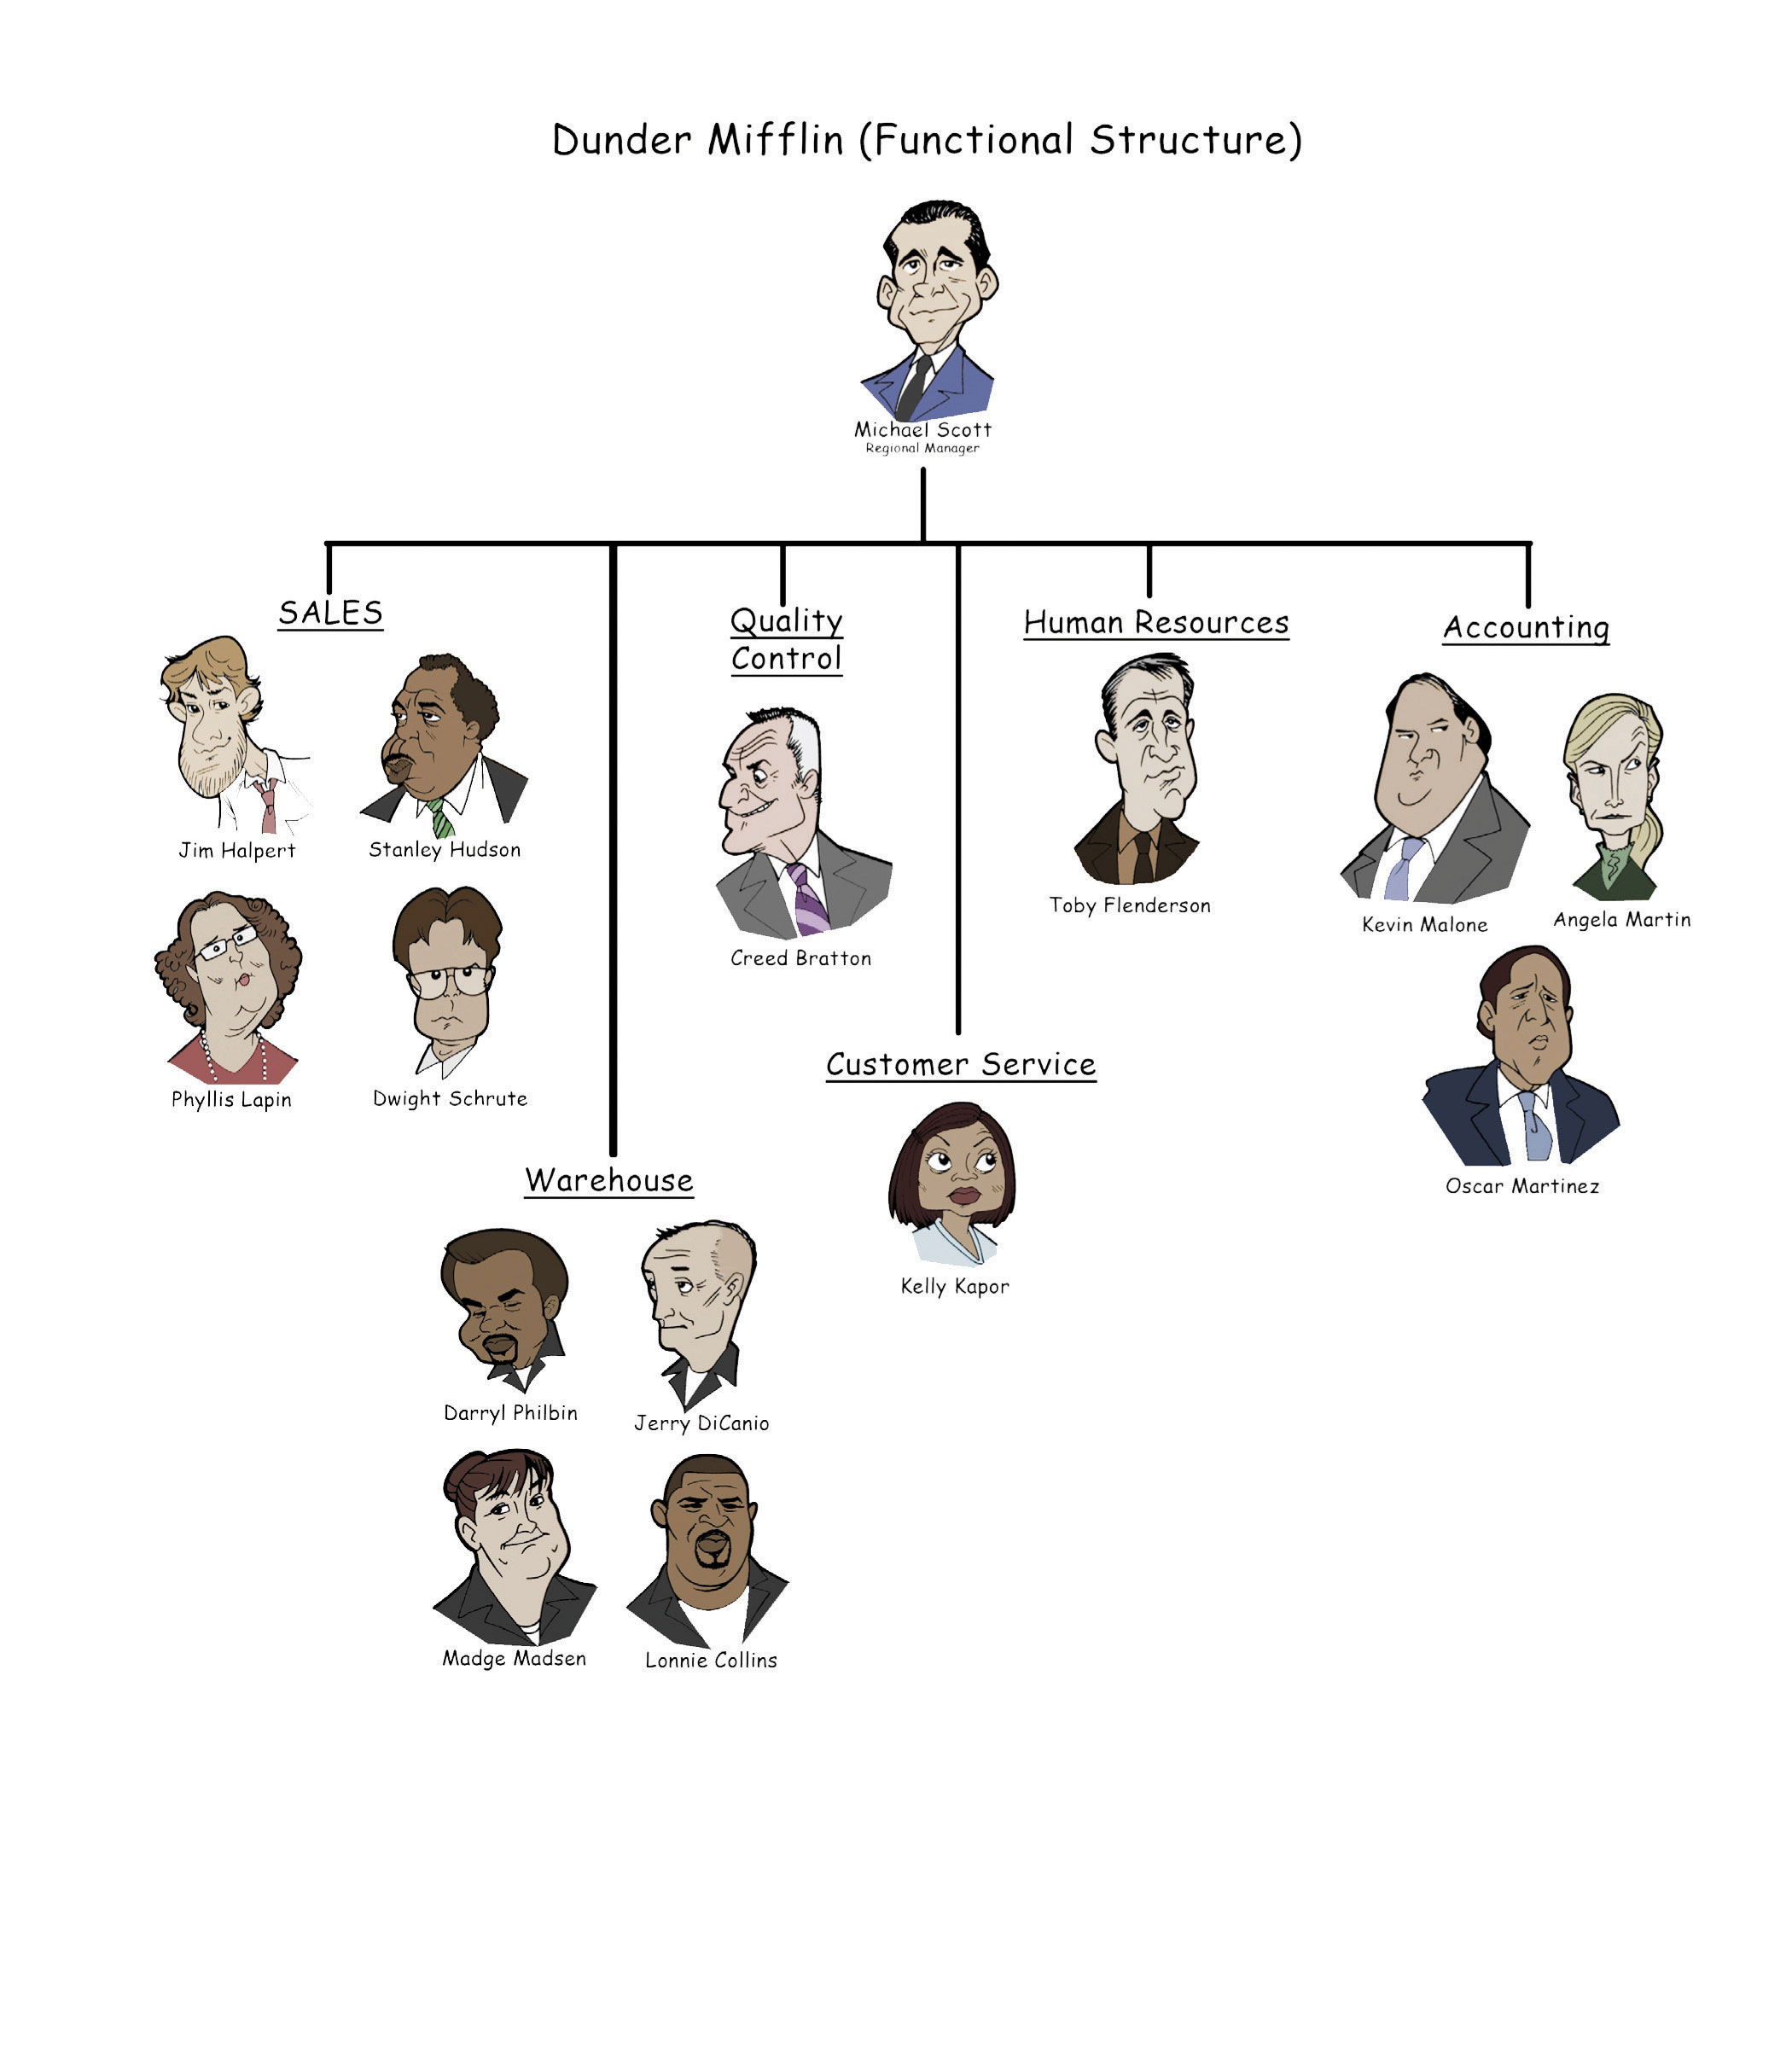 Dunder Mifflin (Functional Structure)
Michael Scott
Regional Manager
SALES
Jim Halpert
Stanley Hudson
Phyllis Lapin
Dwight Schrute
Warehouse
Darryl Philbin
Jerry DiCanio
Madge Madsen
Lonnie Collins
Quality
Control
Creed Bratton
Customer Service
Kelly Kapor
Human Resources
Toby Flenderson
Accounting
Kevin Malone
Angela Martin
Oscar Martinez